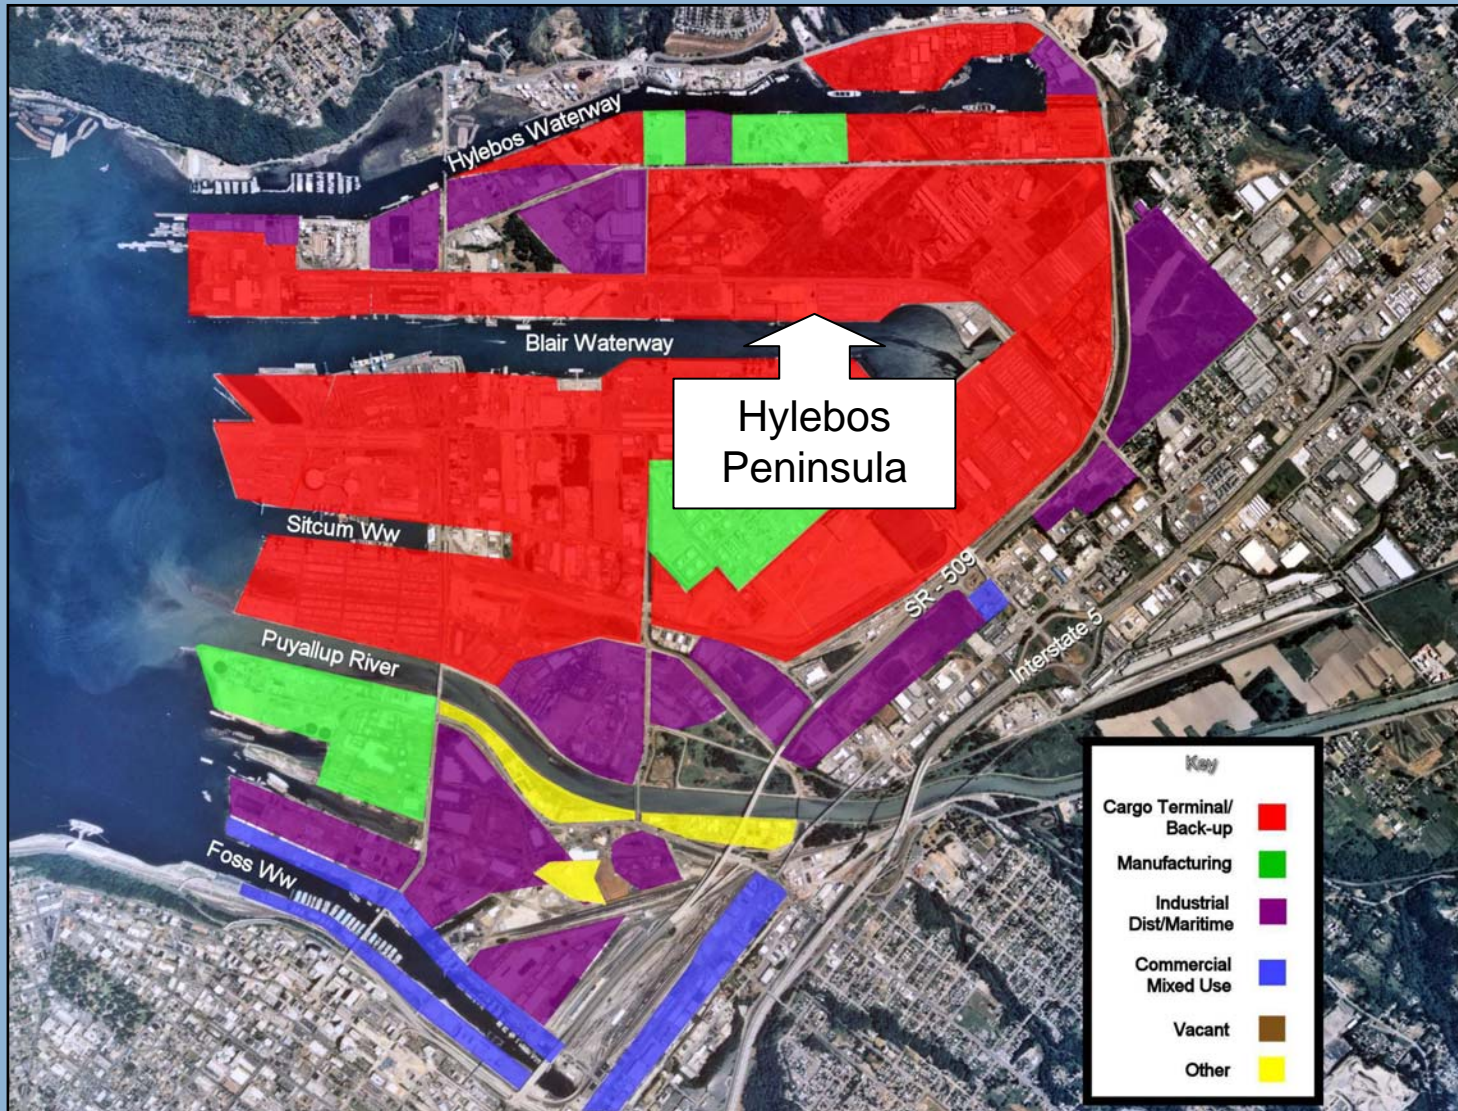 Hylebos Waterway
Blair Waterway
Hylebos
Peninsula
Sitcum Ww
SR - 509
Puyallup River
Interstate 5
Foss Ww
Key
Cargo Terminal/
Back-up
Manufacturing
Industrial
Dist/Maritime
Commercial
Mixed Use
Vacant
Other